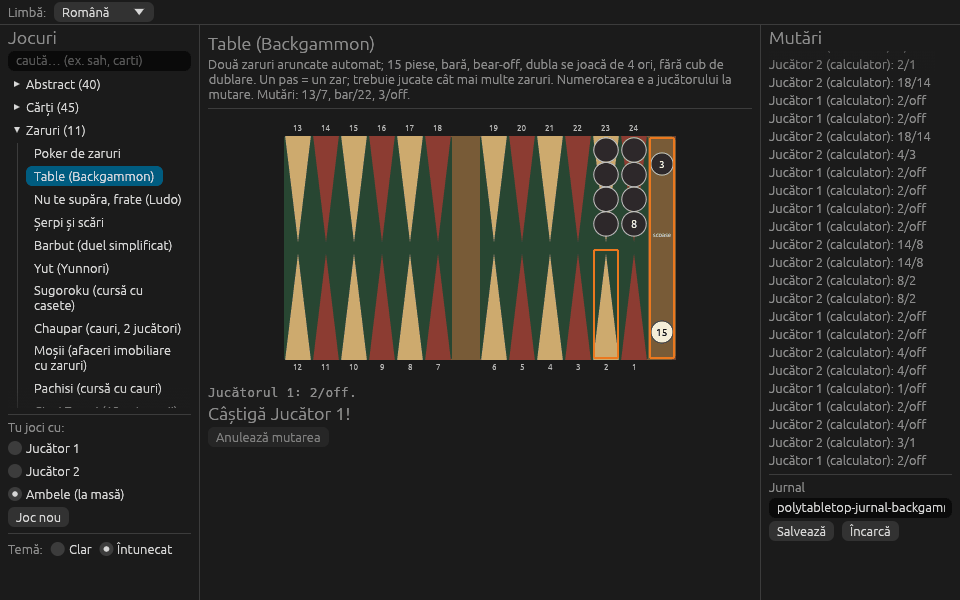 Limbă: Română
Jocuri
caută... (ex. sah, carti)
Abstract (40)
Cărți (45)
Zaruri (11)
Poker de zaruri
Table (Backgammon)
Nu te supăra, frate (Ludo)
Șerpi și scări
Barbut (duel simplificat)
Yut (Yunnori)
Sugoroku (cursă cu
casete)
Chaupar (cauri, 2 jucători)
Moșii (afaceri imobiliare
cu zaruri)
Pachisi (cursă cu cauri)
Tu joci cu:
Jucător 1
Jucător 2
Ambele (la masă)
Joc nou
Temă: Clar Întunecat
Table (Backgammon)
Două zaruri aruncate automat; 15 piese, bară, bear-off, dubla se joacă de 4 ori, fără cub de
dublare. Un pas = un zar; trebuie jucate cât mai multe zaruri. Numerotarea e a jucătorului la
mutare. Mutări: 13/7, bar/22, 3/off.
13 14 15 16 17 18 19 20 21 22 23 24
3
8
scoase
15
12 11 10 9 8 7 6 5 4 3 2 1
Jucătorul 1: 2/off.
Câștigă Jucător 1!
Anulează mutarea
Mutări
Jucător 2 (calculator): 2/1
Jucător 2 (calculator): 18/14
Jucător 1 (calculator): 2/off
Jucător 1 (calculator): 2/off
Jucător 2 (calculator): 18/14
Jucător 2 (calculator): 4/3
Jucător 1 (calculator): 2/off
Jucător 1 (calculator): 2/off
Jucător 1 (calculator): 2/off
Jucător 1 (calculator): 2/off
Jucător 2 (calculator): 14/8
Jucător 2 (calculator): 14/8
Jucător 2 (calculator): 8/2
Jucător 2 (calculator): 8/2
Jucător 1 (calculator): 2/off
Jucător 1 (calculator): 2/off
Jucător 2 (calculator): 4/off
Jucător 2 (calculator): 4/off
Jucător 1 (calculator): 1/off
Jucător 1 (calculator): 2/off
Jucător 2 (calculator): 4/off
Jucător 2 (calculator): 3/1
Jucător 1 (calculator): 2/off
Jurnal
polytabletop-jurnal-backgamm
Salvează Încarcă